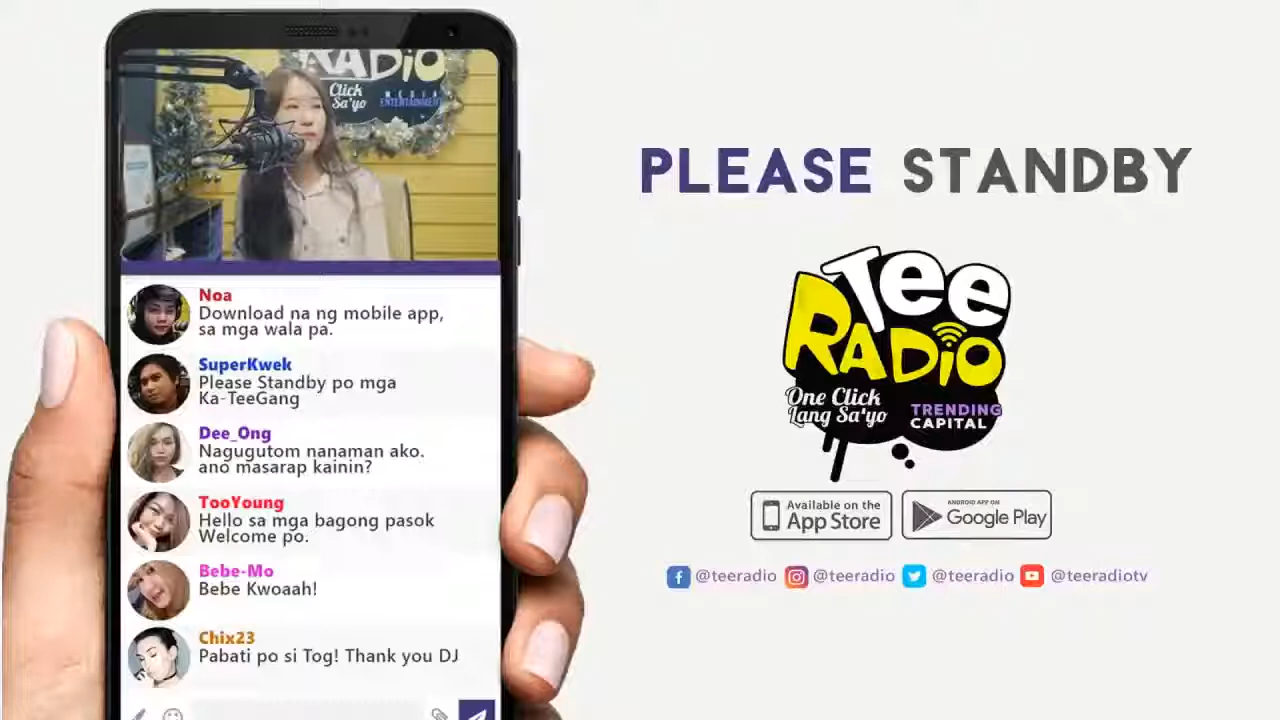 RADIO
Click
Sa'yo
MEDIA
ENTERTAINMENT
Noa
Download na ng mobile app,
sa mga wala pa.
SuperKwek
Please Standby po mga
Ka-TeeGang
Dee_Ong
Nagugutom nanaman ako.
ano masarap kainin?
TooYoung
Hello sa mga bagong pasok
Welcome po.
Bebe-Mo
Bebe Kwoaah!
Chix23
Pabati po si Tog! Thank you DJ
PLEASE STANDBY
Tee
RADiO
One Click
Lang Sa'yo
TRENDING
CAPITAL
Available on the
App Store
ANDROID APP ON
Google Play
@teeradio @teeradio @teeradio @teeradiotv